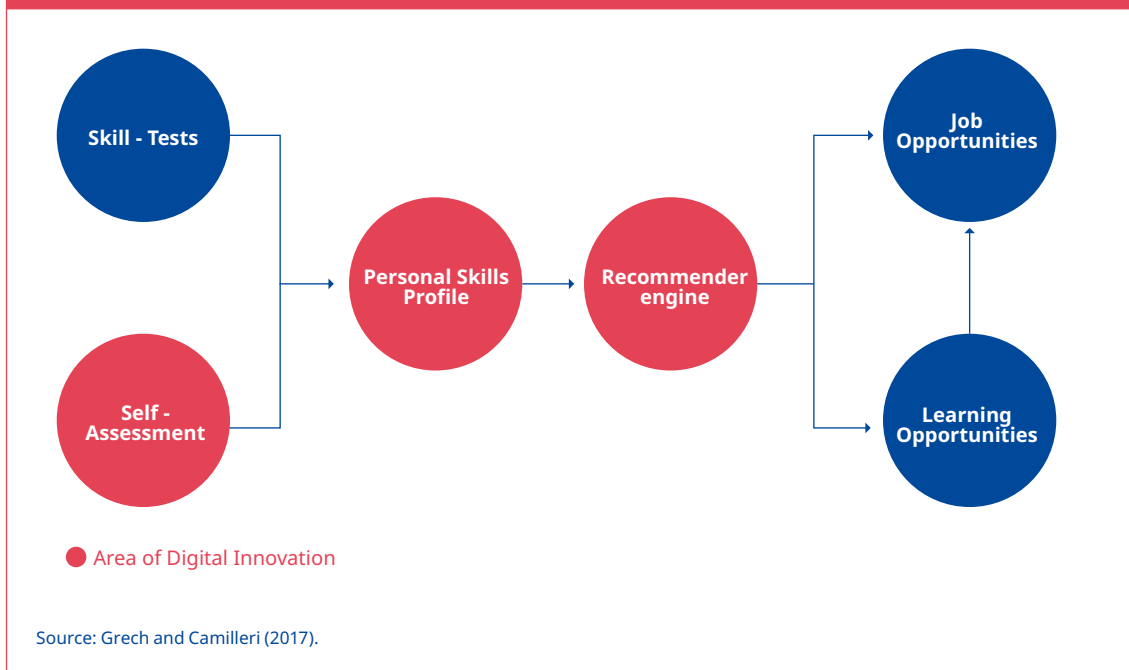 Skill - Tests
Job
Opportunities
Personal Skills
Profile
Recommender
engine
Self -
Assessment
Learning
Opportunities
Area of Digital Innovation
Source: Grech and Camilleri (2017).